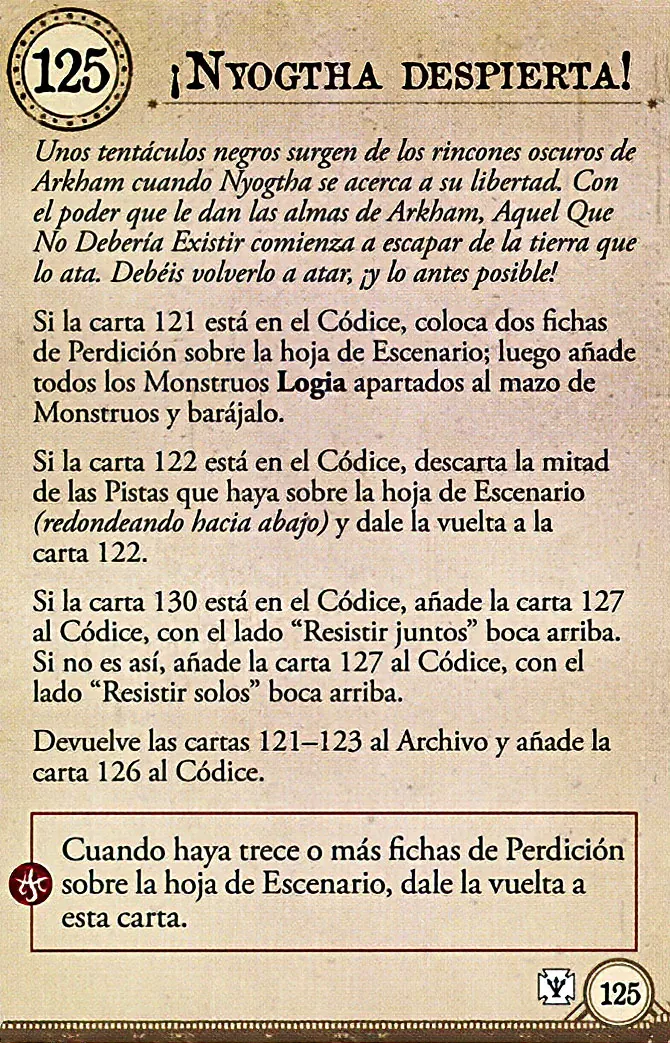 125
¡Nyogtha despierta!
Unos tentáculos negros surgen de los rincones oscuros de
Arkham cuando Nyogtha se acerca a su libertad. Con
el poder que le dan las almas de Arkham, Aquel Que
No Debería Existir comienza a escapar de la tierra que
lo ata. Debéis volverlo a atar, ¡y lo antes posible!
Si la carta 121 está en el Códice, coloca dos fichas
de Perdición sobre la hoja de Escenario; luego añade
todos los Monstruos Logia apartados al mazo de
Monstruos y barájalo.
Si la carta 122 está en el Códice, descarta la mitad
de las Pistas que haya sobre la hoja de Escenario
(redondeando hacia abajo) y dale la vuelta a la
carta 122.
Si la carta 130 está en el Códice, añade la carta 127
al Códice, con el lado “Resistir juntos” boca arriba.
Si no es así, añade la carta 127 al Códice, con el
lado “Resistir solos” boca arriba.
Devuelve las cartas 121–123 al Archivo y añade la
carta 126 al Códice.
Cuando haya trece o más fichas de Perdición
sobre la hoja de Escenario, dale la vuelta a
esta carta.
125